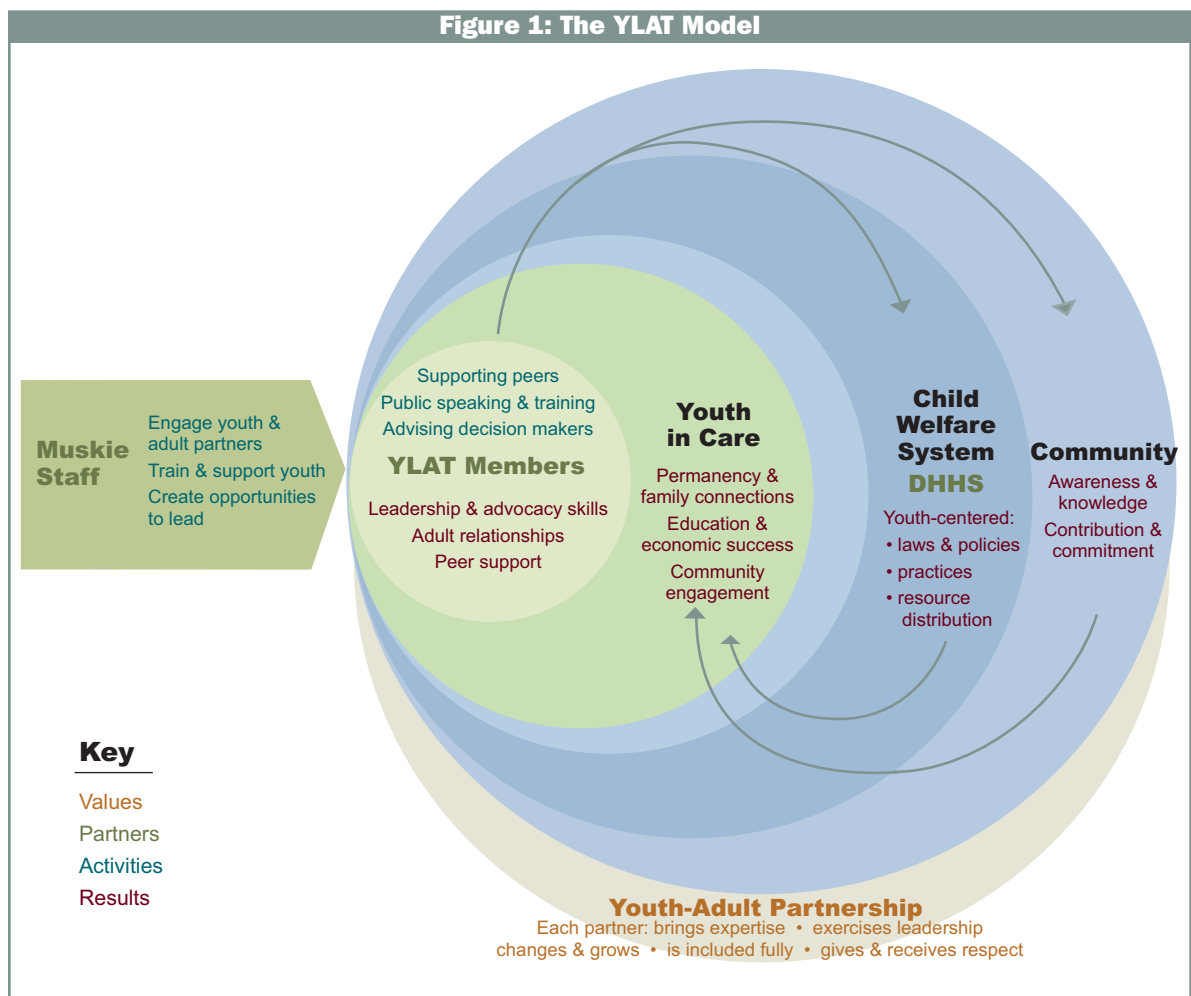 Figure 1: The YLAT Model
Muskie
Staff
Engage youth &
adult partners
Train & support youth
Create opportunities
to lead
Supporting peers
Public speaking & training
Advising decision makers
YLAT Members
Leadership & advocacy skills
Adult relationships
Peer support
Youth
in Care
Permanency &
family connections
Education &
economic success
Community
engagement
Child
Welfare
System
DHHS
Youth-centered:
• laws & policies
• practices
• resource
distribution
Community
Awareness &
knowledge
Contribution &
commitment
Key
Values
Partners
Activities
Results
Youth-Adult Partnership
Each partner: brings expertise • exercises leadership
changes & grows • is included fully • gives & receives respect